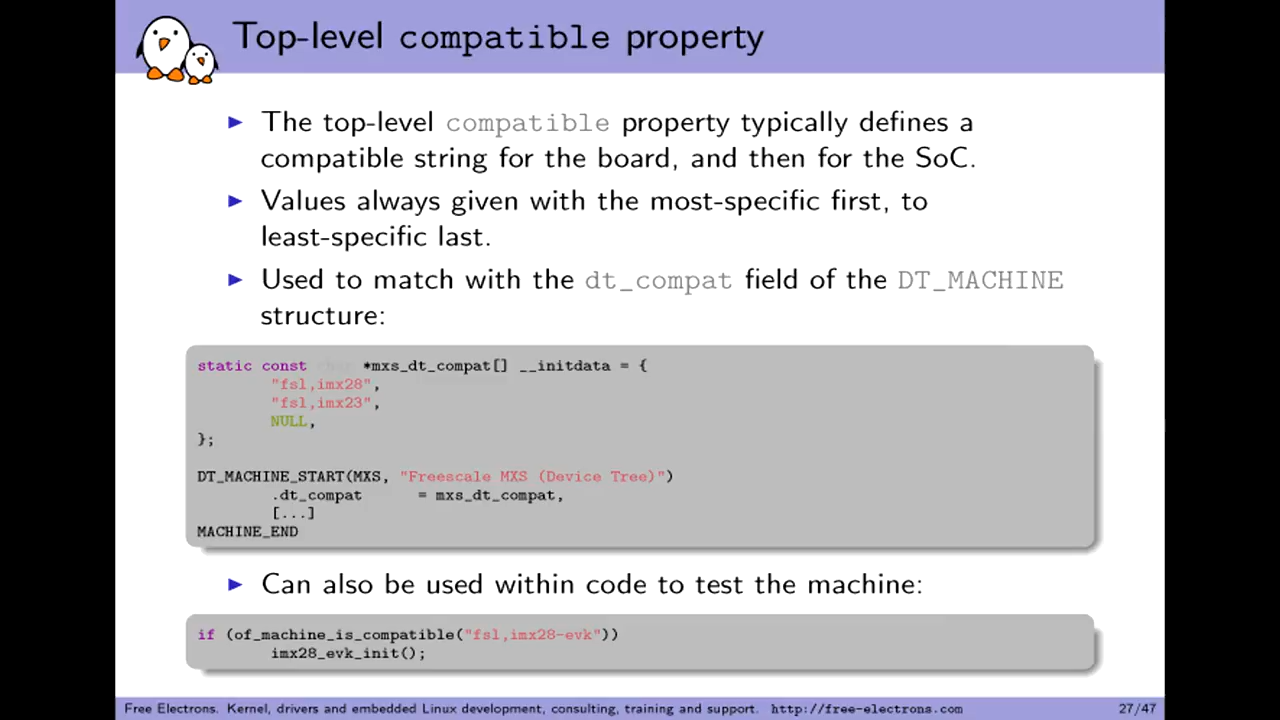 Top-level compatible property
► The top-level compatible property typically defines a
compatible string for the board, and then for the SoC.
► Values always given with the most-specific first, to
least-specific last.
► Used to match with the dt_compat field of the DT_MACHINE
structure:
static const char *mxs_dt_compat[] __initdata = {
"fsl,imx28",
"fsl,imx23",
NULL,
};
DT_MACHINE_START(MXS, "Freescale MXS (Device Tree)")
.dt_compat = mxs_dt_compat,
[...]
MACHINE_END
► Can also be used within code to test the machine:
if (of_machine_is_compatible("fsl,imx28-evk"))
imx28_evk_init();
Free Electrons. Kernel, drivers and embedded Linux development, consulting, training and support. http://free-electrons.com 27/47